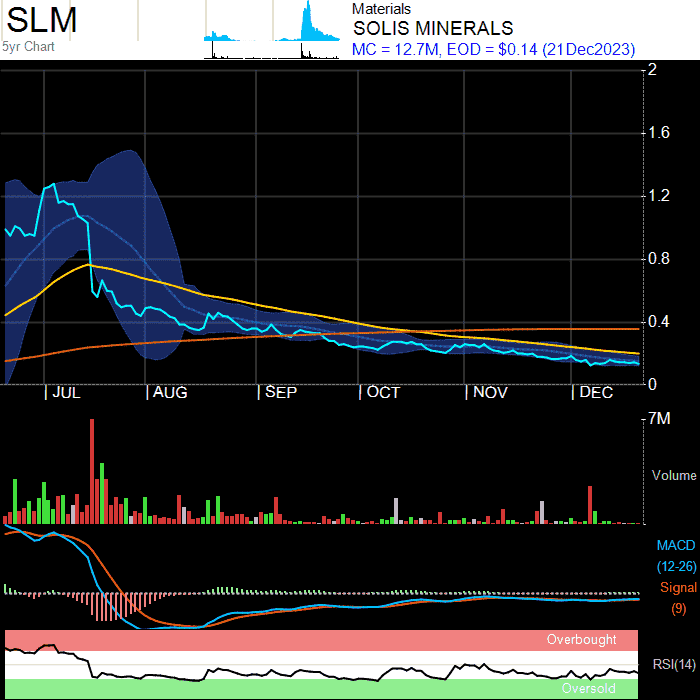 SLM
5yr Chart
Materials
SOLIS MINERALS
MC = 12.7M, EOD = $0.14 (21Dec2023)
2
1.6
1.2
0.8
0.4
0
JUL AUG SEP OCT NOV DEC
7M
Volume
MACD
(12-26)
Signal
(9)
Overbought
RSI(14)
Oversold